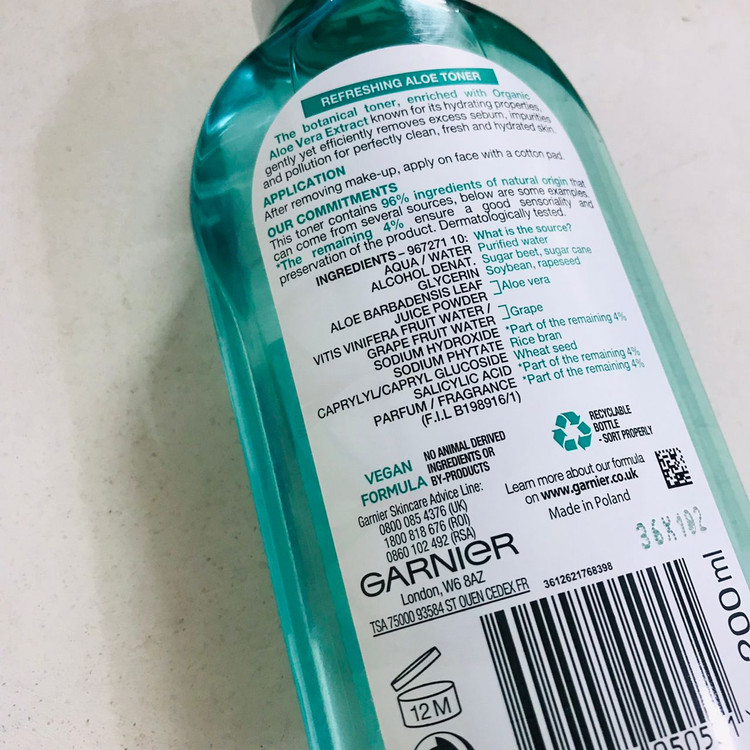 REFRESHING ALOE TONER
The botanical toner, enriched with Organic
Aloe Vera Extract known for its hydrating properties,
gently yet efficiently removes excess sebum, impurities
and pollution for perfectly clean, fresh and hydrated skin.
APPLICATION
After removing make-up, apply on face with a cotton pad.
OUR COMMITMENTS
This toner contains 96% ingredients of natural origin that
can come from several sources, below are some examples.
*The remaining 4% ensure a good sensoriality and
preservation of the product. Dermatologically tested.
INGREDIENTS – 967271 10: What is the source?
AQUA / WATER Purified water
ALCOHOL DENAT. Sugar beet, sugar cane
GLYCERIN Soybean, rapeseed
ALOE BARBADENSIS LEAF
JUICE POWDER ]Aloe vera
VITIS VINIFERA FRUIT WATER /
GRAPE FRUIT WATER ]Grape
SODIUM HYDROXIDE *Part of the remaining 4%
SODIUM PHYTATE Rice bran
CAPRYLYL/CAPRYL GLUCOSIDE Wheat seed
SALICYLIC ACID *Part of the remaining 4%
PARFUM / FRAGRANCE *Part of the remaining 4%
(F.I.L B198916/1)
VEGAN
FORMULA
NO ANIMAL DERIVED
INGREDIENTS OR
BY-PRODUCTS
RECYCLABLE
BOTTLE
- SORT PROPERLY
Garnier Skincare Advice Line:
0800 085 4376 (UK)
1800 818 676 (ROI)
0860 102 492 (RSA)
Learn more about our formula
on www.garnier.co.uk
Made in Poland
36X102
GARNIER
London, W6 8AZ
TSA 75000 93584 ST OUEN CEDEX FR
3612621768398
200 ml
12M